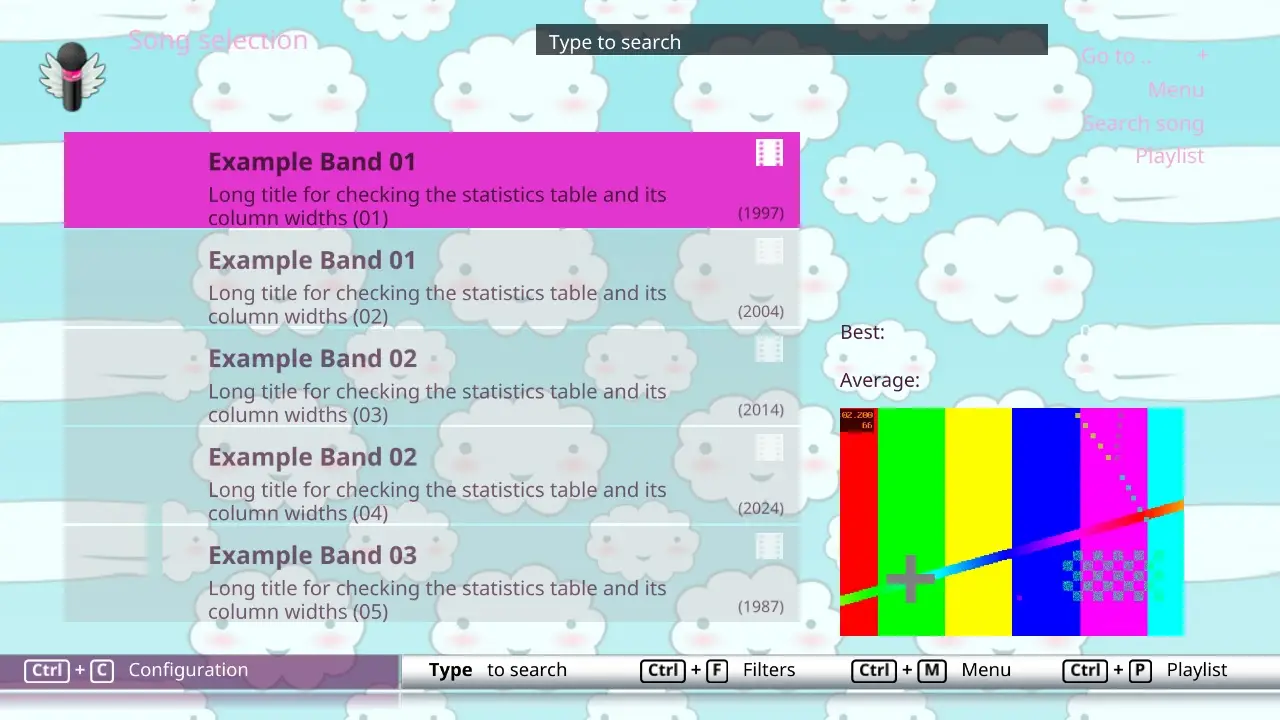 Song selection
Type to search
Go to .. +
Menu
Search song
Playlist
Example Band 01
Long title for checking the statistics table and its
column widths (01)
(1997)
Example Band 01
Long title for checking the statistics table and its
column widths (02)
(2004)
Example Band 02
Long title for checking the statistics table and its
column widths (03)
(2014)
Example Band 02
Long title for checking the statistics table and its
column widths (04)
(2024)
Example Band 03
Long title for checking the statistics table and its
column widths (05)
(1987)
Best:
Average:
02.200
66
Ctrl + C Configuration
Type to search
Ctrl + F Filters
Ctrl + M Menu
Ctrl + P Playlist